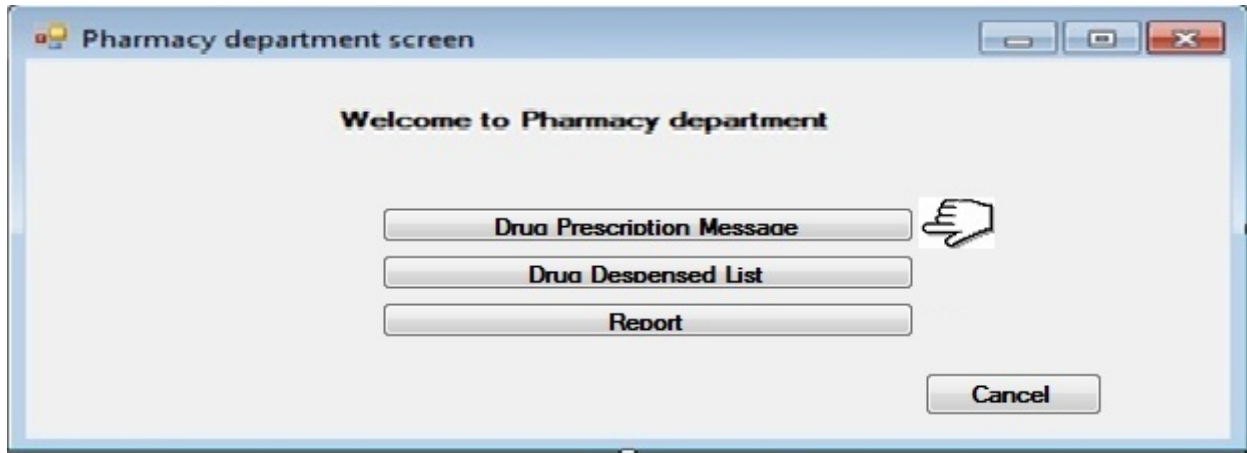 Pharmacy department screen
Welcome to Pharmacy department
Drug Prescription Message
Drug Despensed List
Report
Cancel